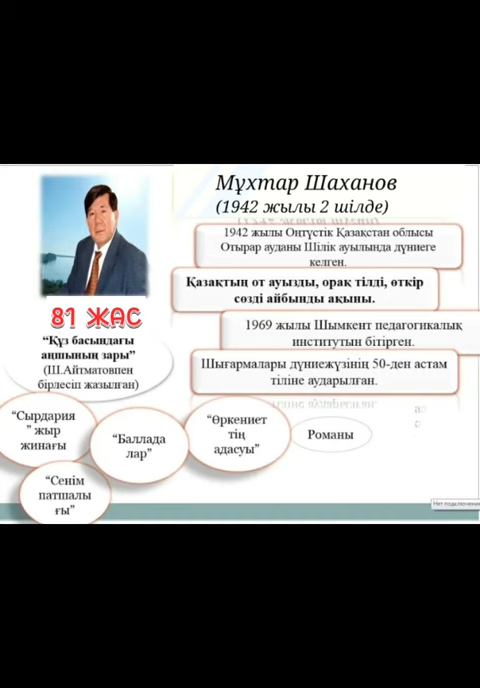 Мұхтар Шаханов
(1942 жылы 2 шілде)
1942 жылы Оңтүстік Қазақстан облысы
Отырар ауданы Шілік ауылында дүниеге
келген.
Қазақтың от ауызды, орақ тілді, өткір
сөзді айбынды ақыны.
1969 жылы Шымкент педагогикалық
институтын бітірген.
Шығармалары дүниежүзінің 50-ден астам
тіліне аударылған.
81 ЖАС
“Құз басындағы
аңшының зары”
(Ш.Айтматовпен
бірлесіп жазылған)
“Сырдария
” жыр
жинағы
“Баллада
лар”
“Өркениет
тің
адасуы”
Романы
“Сенім
патшалы
ғы”
Нет подключения